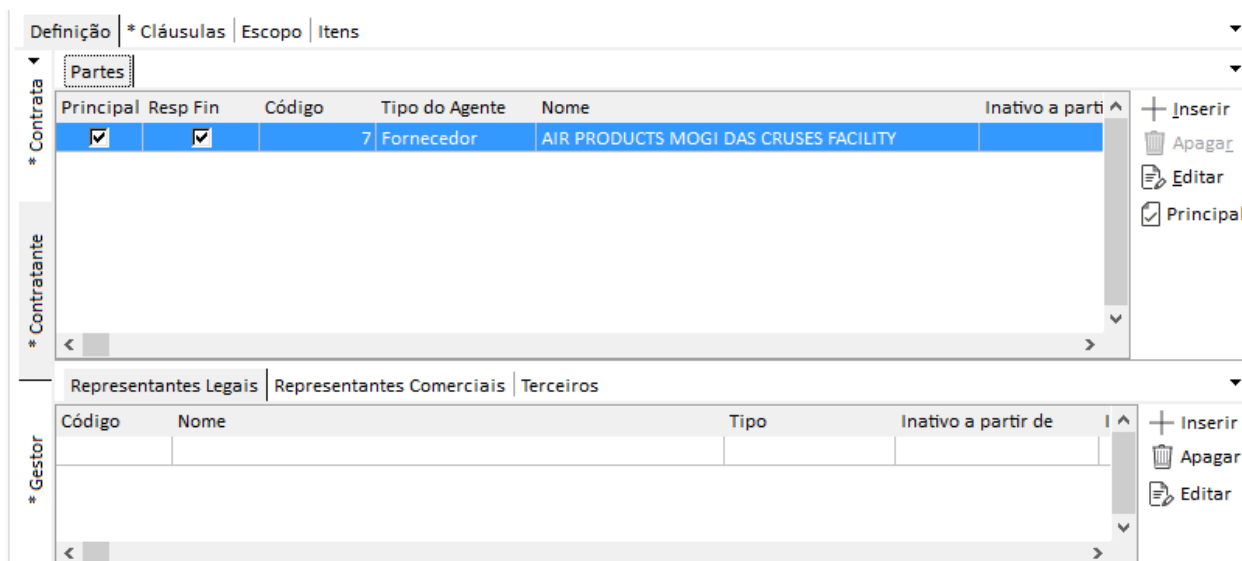 Definição * Cláusulas Escopo Itens
* Contrata
Partes
Principal Resp Fin Código Tipo do Agente Nome Inativo a parti
7 Fornecedor AIR PRODUCTS MOGI DAS CRUSES FACILITY
Inserir
Apagar
Editar
Principal
* Contratante
Representantes Legais Representantes Comerciais Terceiros
Código Nome Tipo Inativo a partir de I
Inserir
Apagar
Editar
* Gestor